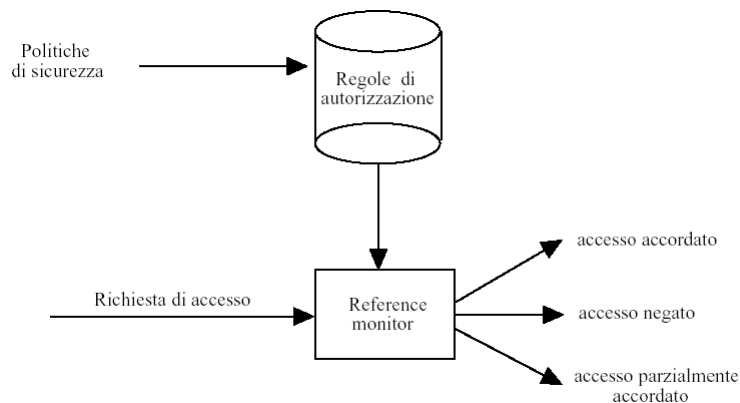 Politiche
di sicurezza
Regole di
autorizzazione
Richiesta di accesso
Reference
monitor
accesso accordato
accesso negato
accesso parzialmente
accordato